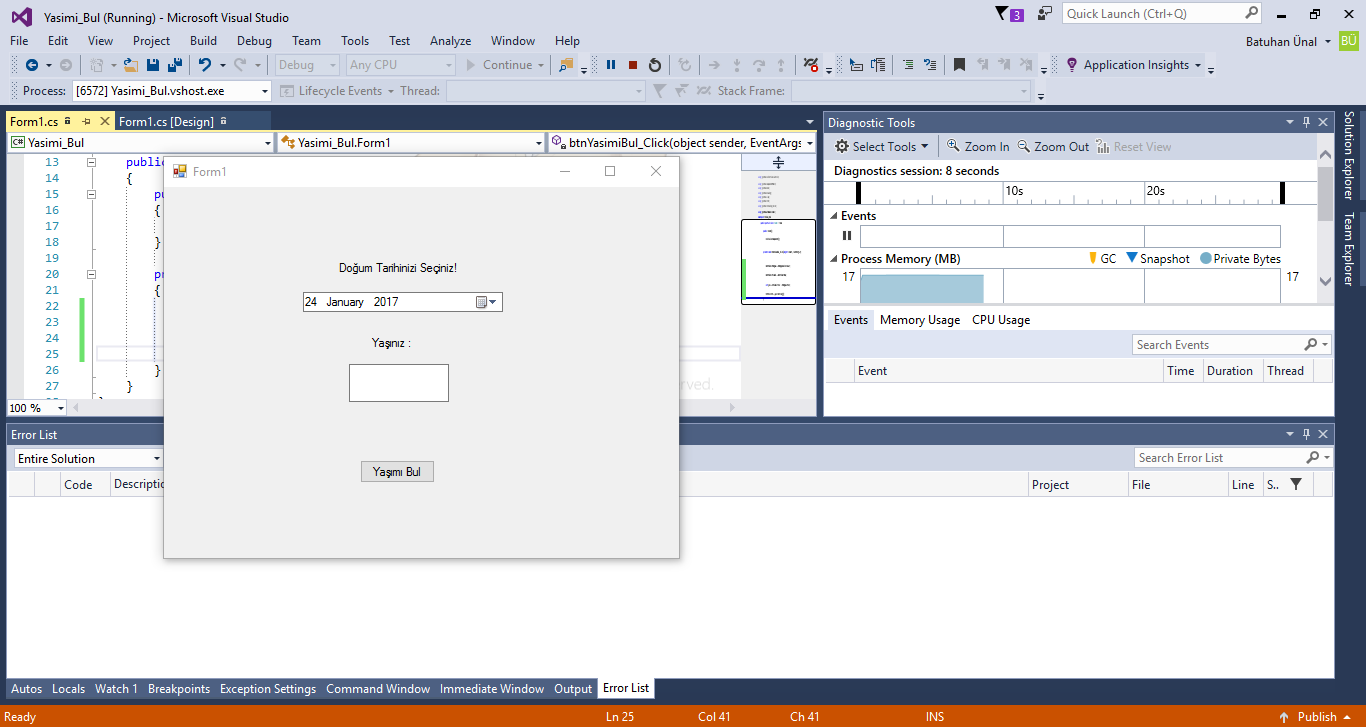 Yasimi_Bul (Running) - Microsoft Visual Studio
3
Quick Launch (Ctrl+Q)
File Edit View Project Build Debug Team Tools Test Analyze Window Help
Batuhan Ünal BÜ
Debug Any CPU Continue Application Insights
Process: [6572] Yasimi_Bul.vshost.exe Lifecycle Events Thread: Stack Frame:
Form1.cs Form1.cs [Design]
C# Yasimi_Bul Yasimi_Bul.Form1 btnYasimiBul_Click(object sender, EventArgs
13 public
14 {
15
16 {
17
18 }
19
20
21 {
22
23
24
25
26 }
27 }
100 %
Form1
Doğum Tarihinizi Seçiniz!
24 January 2017
Yaşınız :
Yaşımı Bul
Diagnostic Tools
Select Tools Zoom In Zoom Out Reset View
Diagnostics session: 8 seconds
10s 20s
Events
Process Memory (MB) GC Snapshot Private Bytes
17 17
Events Memory Usage CPU Usage
Search Events
Event Time Duration Thread
Solution Explorer
Team Explorer
Error List
Entire Solution
Search Error List
Code Project File Line S..
Autos Locals Watch 1 Breakpoints Exception Settings Command Window Immediate Window Output Error List
Ready Ln 25 Col 41 Ch 41 INS Publish